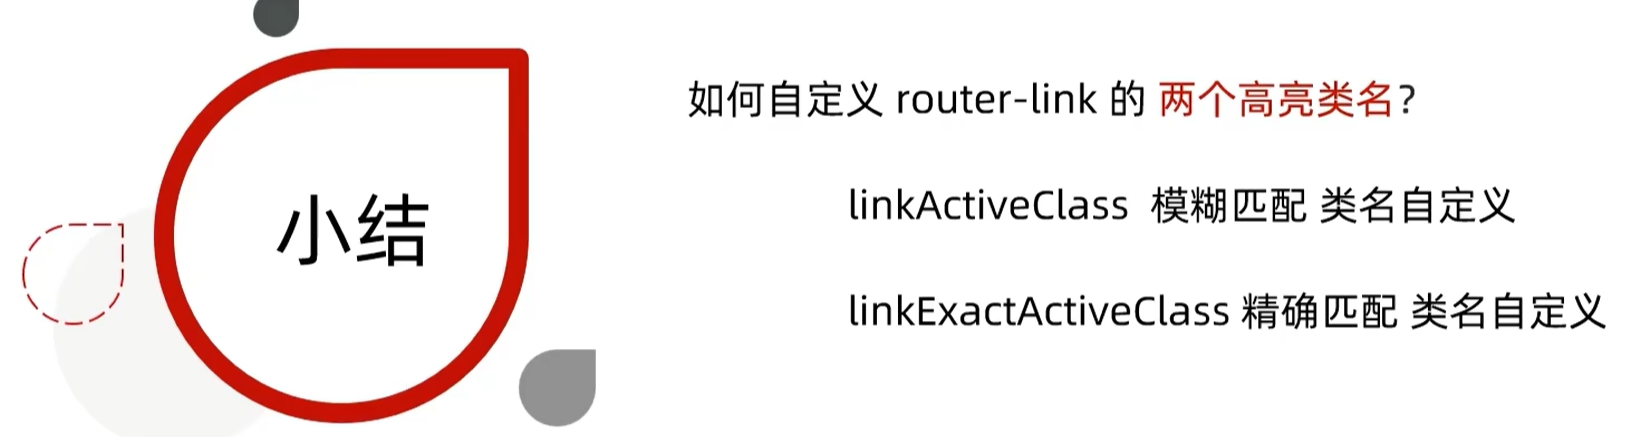 小结
如何自定义 router-link 的 两个高亮类名?
linkActiveClass 模糊匹配 类名自定义
linkExactActiveClass 精确匹配 类名自定义